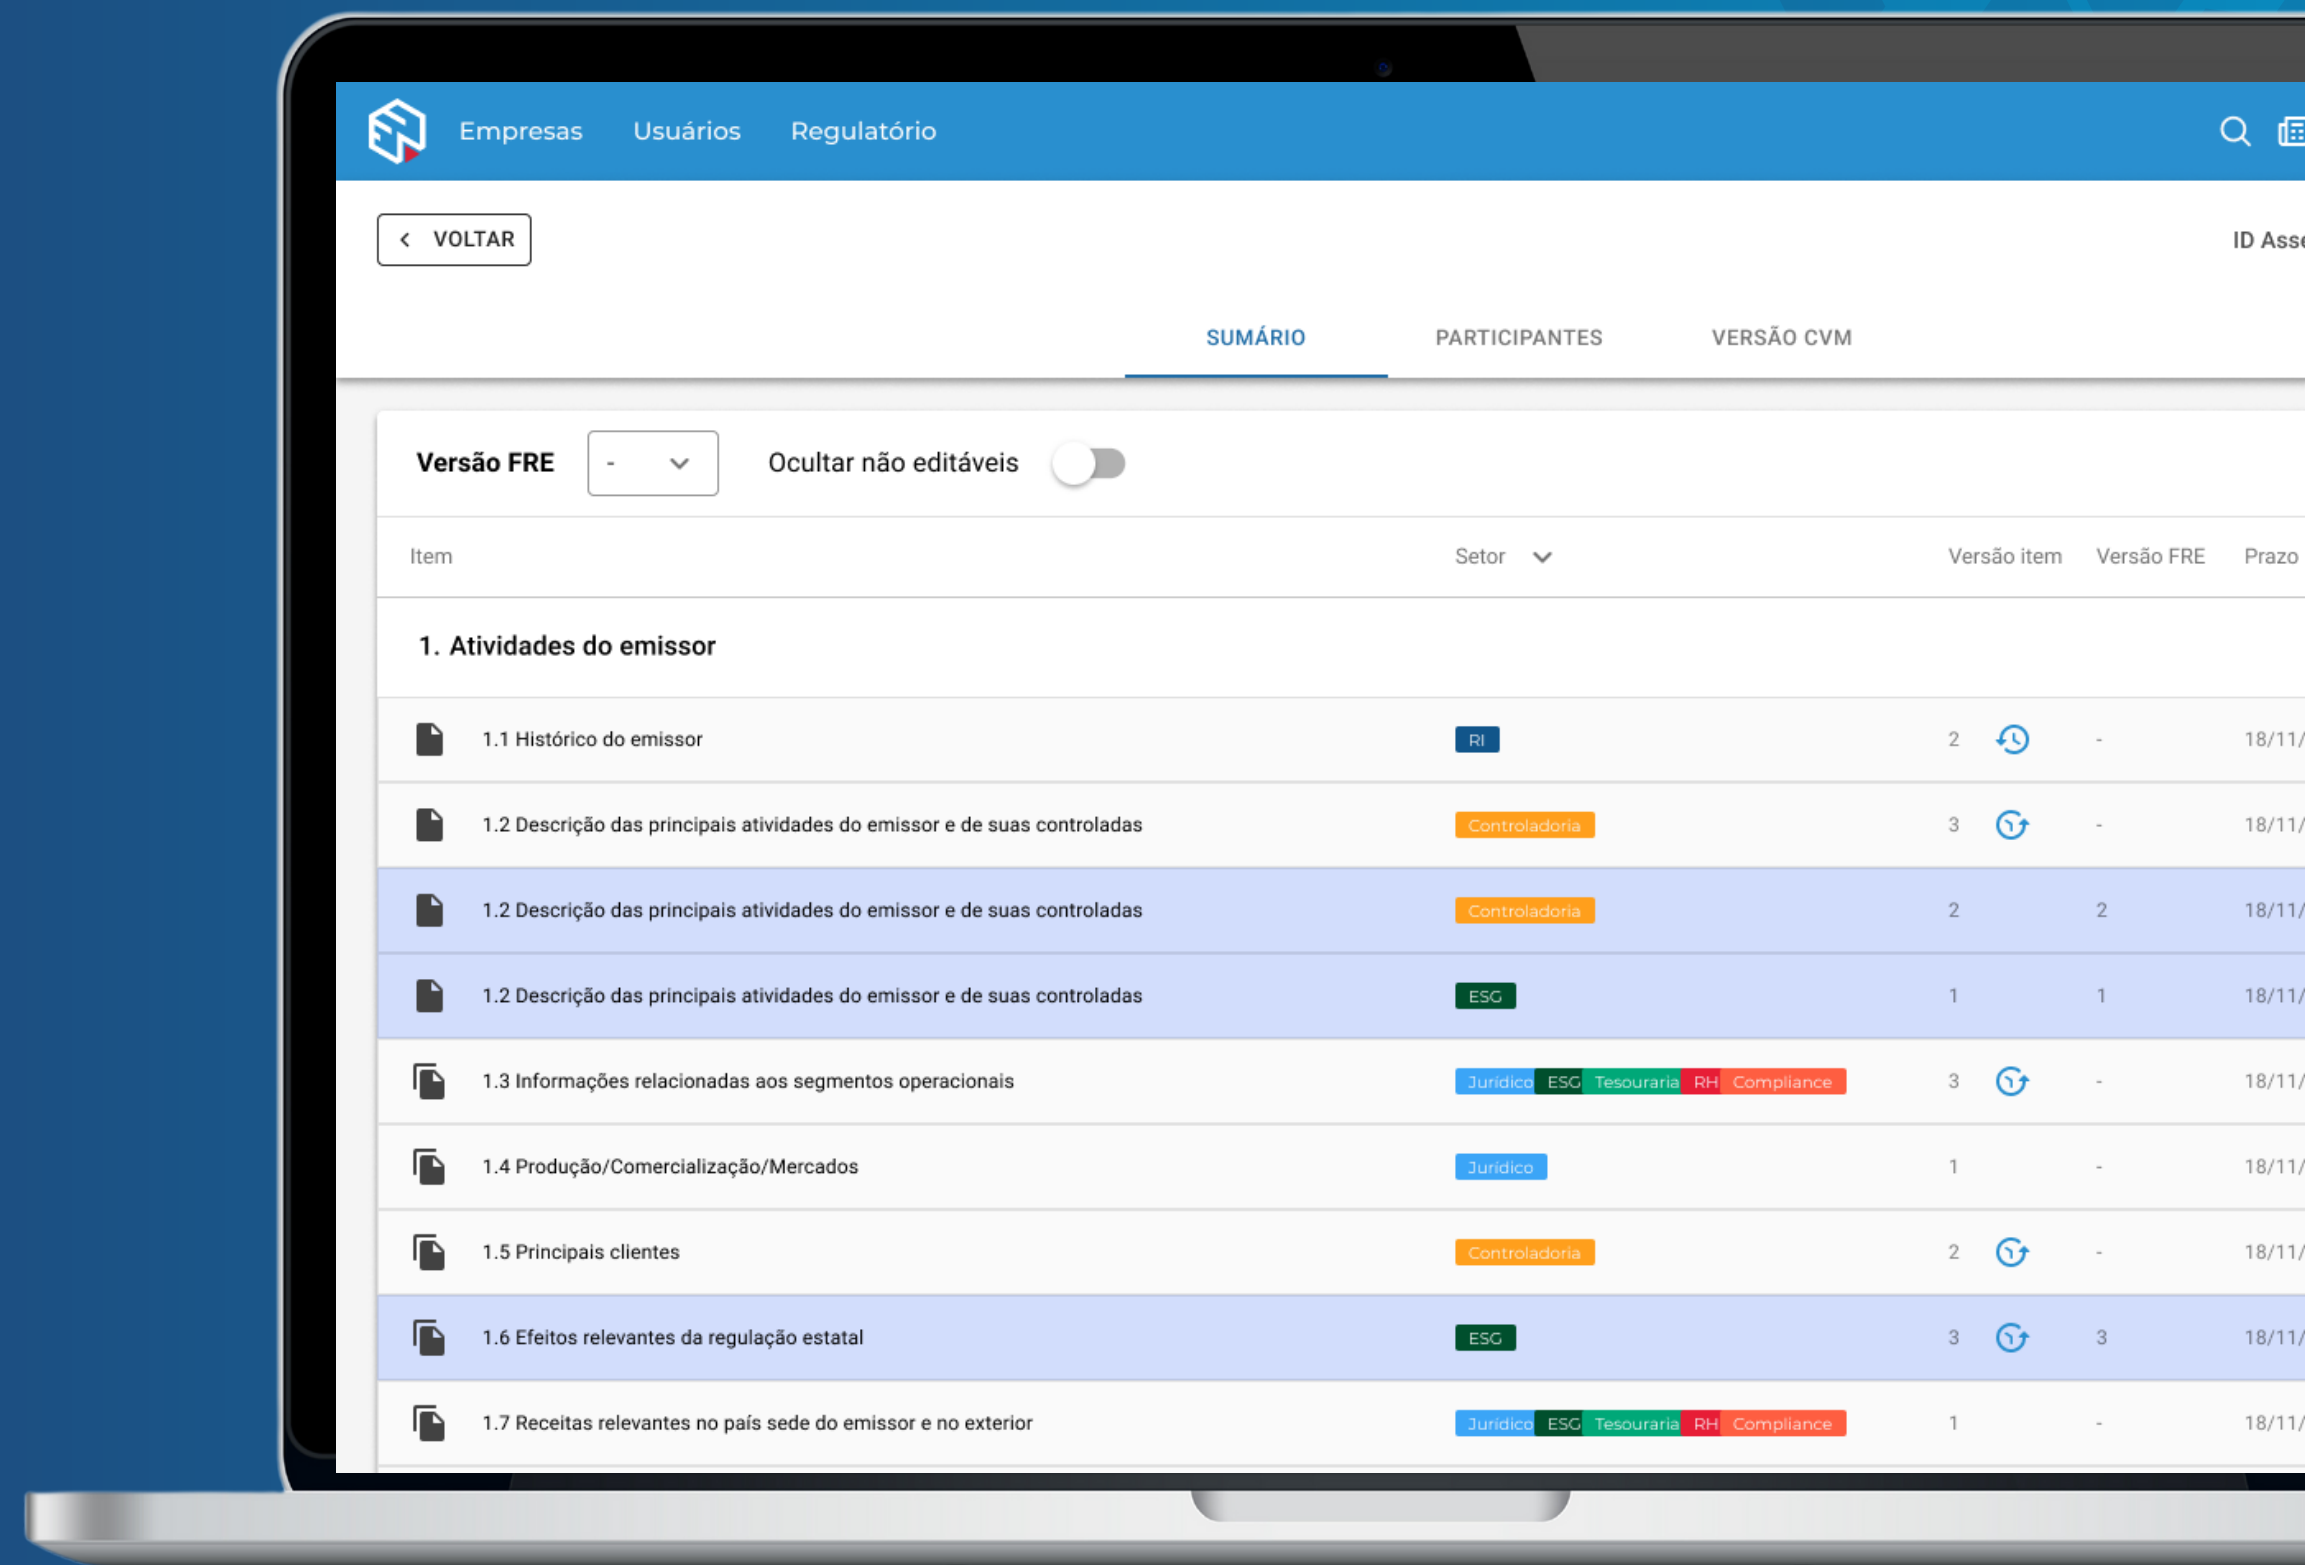 Empresas Usuários Regulatório
VOLTAR
ID Asse
SUMÁRIO PARTICIPANTES VERSÃO CVM
Versão FRE - Ocultar não editáveis
Item Setor Versão item Versão FRE Prazo
1. Atividades do emissor
1.1 Histórico do emissor RI 2 - 18/11/
1.2 Descrição das principais atividades do emissor e de suas controladas Controladoria 3 - 18/11/
1.2 Descrição das principais atividades do emissor e de suas controladas Controladoria 2 2 18/11/
1.2 Descrição das principais atividades do emissor e de suas controladas ESG 1 1 18/11/
1.3 Informações relacionadas aos segmentos operacionais Jurídico ESG Tesouraria RH Compliance 3 - 18/11/
1.4 Produção/Comercialização/Mercados Jurídico 1 - 18/11/
1.5 Principais clientes Controladoria 2 - 18/11/
1.6 Efeitos relevantes da regulação estatal ESG 3 3 18/11/
1.7 Receitas relevantes no país sede do emissor e no exterior Jurídico ESG Tesouraria RH Compliance 1 - 18/11/